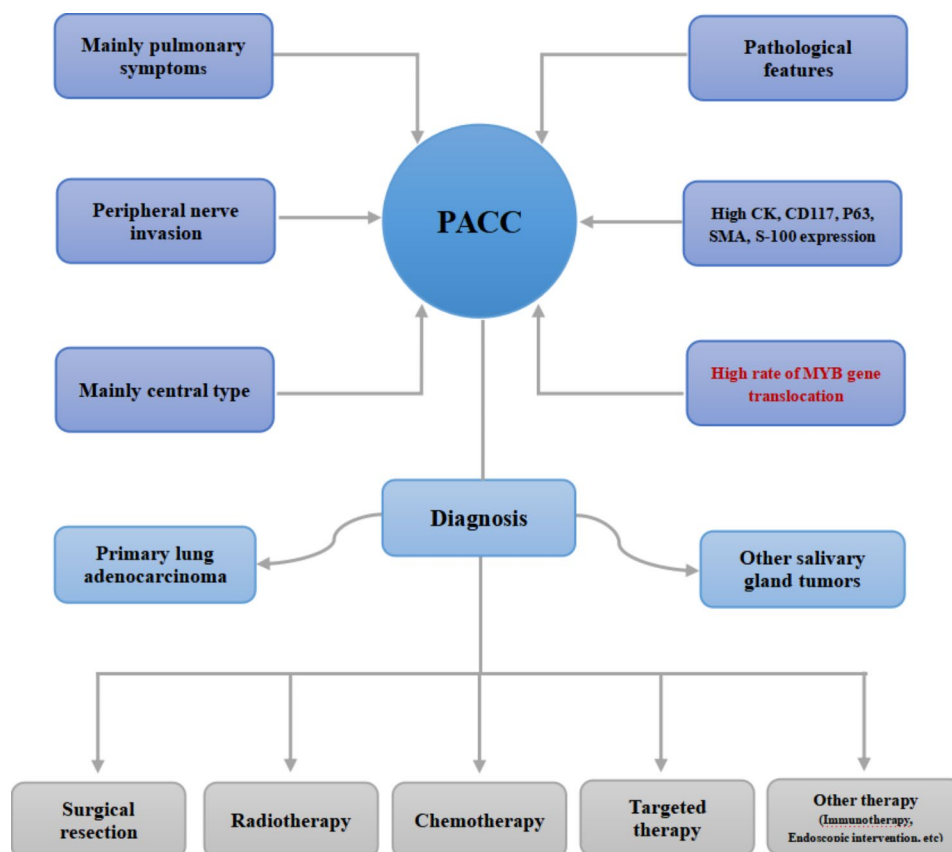 Mainly pulmonary
symptoms
Pathological
features
PACC
Peripheral nerve
invasion
High CK, CD117, P63,
SMA, S-100 expression
Mainly central type
High rate of MYB gene
translocation
Diagnosis
Primary lung
adenocarcinoma
Other salivary
gland tumors
Surgical
resection
Radiotherapy
Chemotherapy
Targeted
therapy
Other therapy
(Immunotherapy,
Endoscopic intervention, etc)